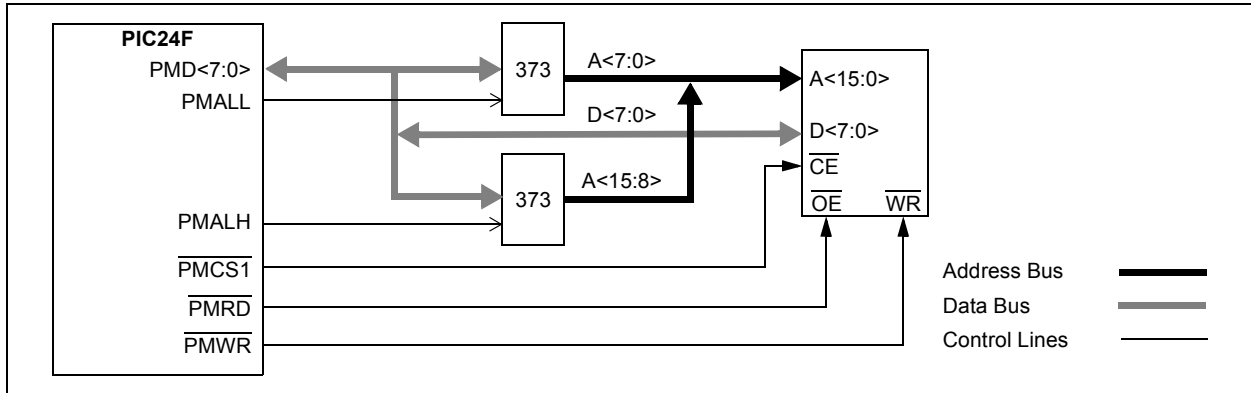 PIC24F
PMD<7:0>
PMALL
PMALH
PMCS1
PMRD
PMWR
373
A<7:0>
D<7:0>
373
A<15:8>
A<15:0>
D<7:0>
CE
OE WR
Address Bus
Data Bus
Control Lines